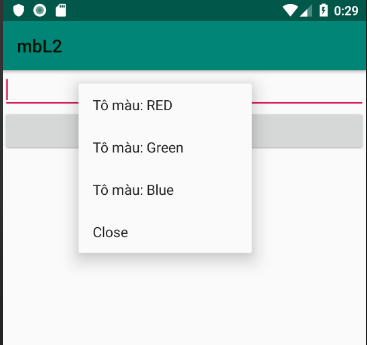 0:29
mbL2
Tô màu: RED
Tô màu: Green
Tô màu: Blue
Close